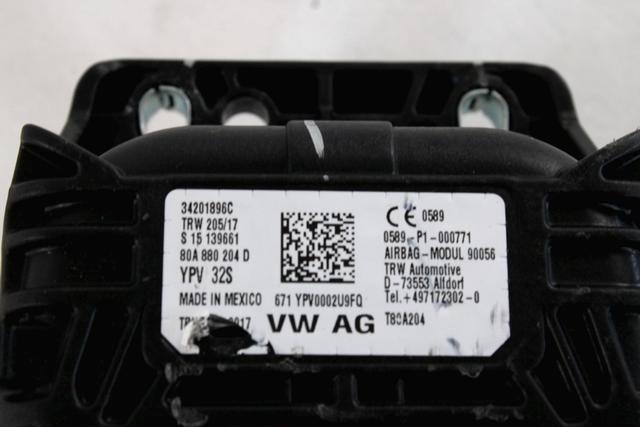 34201896C
TRW 205/17
S 15 139661
80A 880 204 D
YPV 32S
MADE IN MEXICO
671 YPV0002U9FQ
VW AG
CE 0589
0589-P1-000771
AIRBAG-MODUL 90056
TRW Automotive
D-73553 Alfdorf
Tel.+497172302-0
T80A204